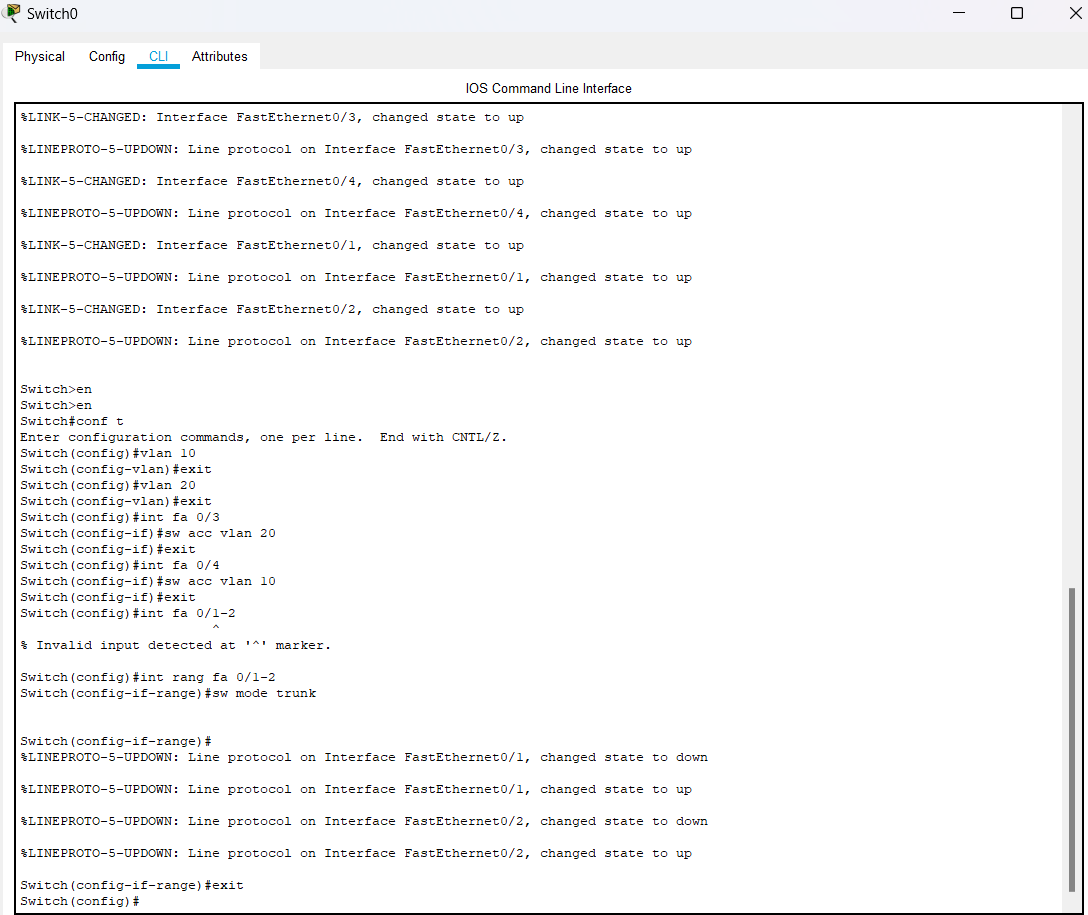 Switch0
Physical Config CLI Attributes
IOS Command Line Interface
%LINK-5-CHANGED: Interface FastEthernet0/3, changed state to up
%LINEPROTO-5-UPDOWN: Line protocol on Interface FastEthernet0/3, changed state to up
%LINK-5-CHANGED: Interface FastEthernet0/4, changed state to up
%LINEPROTO-5-UPDOWN: Line protocol on Interface FastEthernet0/4, changed state to up
%LINK-5-CHANGED: Interface FastEthernet0/1, changed state to up
%LINEPROTO-5-UPDOWN: Line protocol on Interface FastEthernet0/1, changed state to up
%LINK-5-CHANGED: Interface FastEthernet0/2, changed state to up
%LINEPROTO-5-UPDOWN: Line protocol on Interface FastEthernet0/2, changed state to up
Switch>en
Switch>en
Switch#conf t
Enter configuration commands, one per line.  End with CNTL/Z.
Switch(config)#vlan 10
Switch(config-vlan)#exit
Switch(config)#vlan 20
Switch(config-vlan)#exit
Switch(config)#int fa 0/3
Switch(config-if)#sw acc vlan 20
Switch(config-if)#exit
Switch(config)#int fa 0/4
Switch(config-if)#sw acc vlan 10
Switch(config-if)#exit
Switch(config)#int fa 0/1-2
^
% Invalid input detected at '^' marker.
Switch(config)#int rang fa 0/1-2
Switch(config-if-range)#sw mode trunk
Switch(config-if-range)#
%LINEPROTO-5-UPDOWN: Line protocol on Interface FastEthernet0/1, changed state to down
%LINEPROTO-5-UPDOWN: Line protocol on Interface FastEthernet0/1, changed state to up
%LINEPROTO-5-UPDOWN: Line protocol on Interface FastEthernet0/2, changed state to down
%LINEPROTO-5-UPDOWN: Line protocol on Interface FastEthernet0/2, changed state to up
Switch(config-if-range)#exit
Switch(config)#